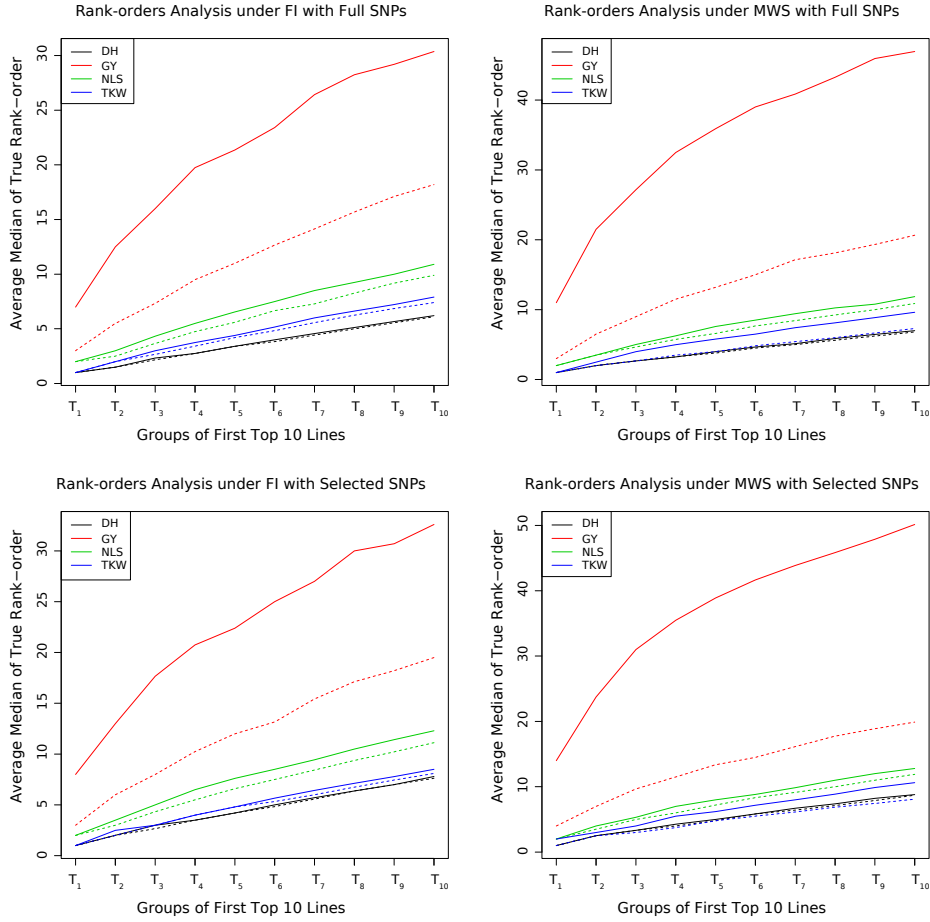 Rank-orders Analysis under FI with Full SNPs
DH
GY
NLS
TKW
Average Median of True Rank−order
0 5 10 15 20 25 30
T1 T2 T3 T4 T5 T6 T7 T8 T9 T10
Groups of First Top 10 Lines
Rank-orders Analysis under MWS with Full SNPs
DH
GY
NLS
TKW
Average Median of True Rank−order
0 10 20 30 40
T1 T2 T3 T4 T5 T6 T7 T8 T9 T10
Groups of First Top 10 Lines
Rank-orders Analysis under FI with Selected SNPs
DH
GY
NLS
TKW
Average Median of True Rank−order
0 5 10 15 20 25 30
T1 T2 T3 T4 T5 T6 T7 T8 T9 T10
Groups of First Top 10 Lines
Rank-orders Analysis under MWS with Selected SNPs
DH
GY
NLS
TKW
Average Median of True Rank−order
0 10 20 30 40 50
T1 T2 T3 T4 T5 T6 T7 T8 T9 T10
Groups of First Top 10 Lines